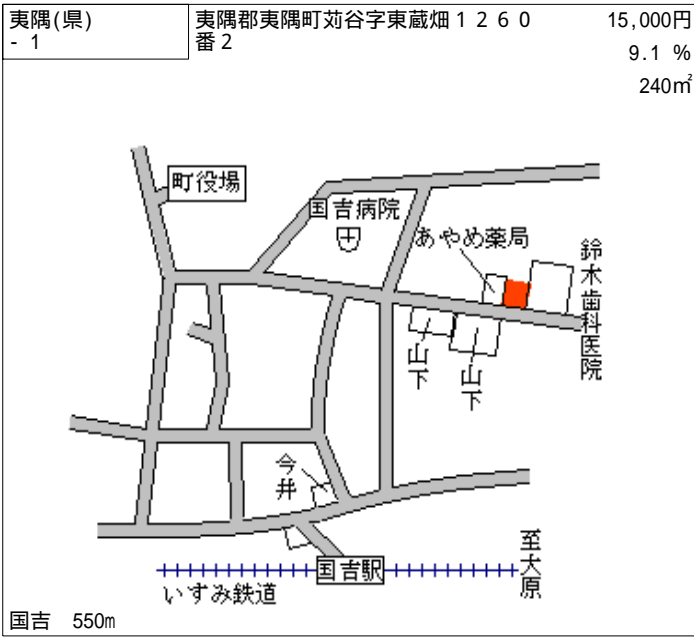 夷隅(県)
- 1
夷隅郡夷隅町苅谷字東蔵畑1260
番2
15,000円
9.1 %
240㎡
町役場
国吉病院
あやめ薬局
鈴木歯科医院
山下
山下
今井
国吉駅
至大原
いすみ鉄道
国吉 550m